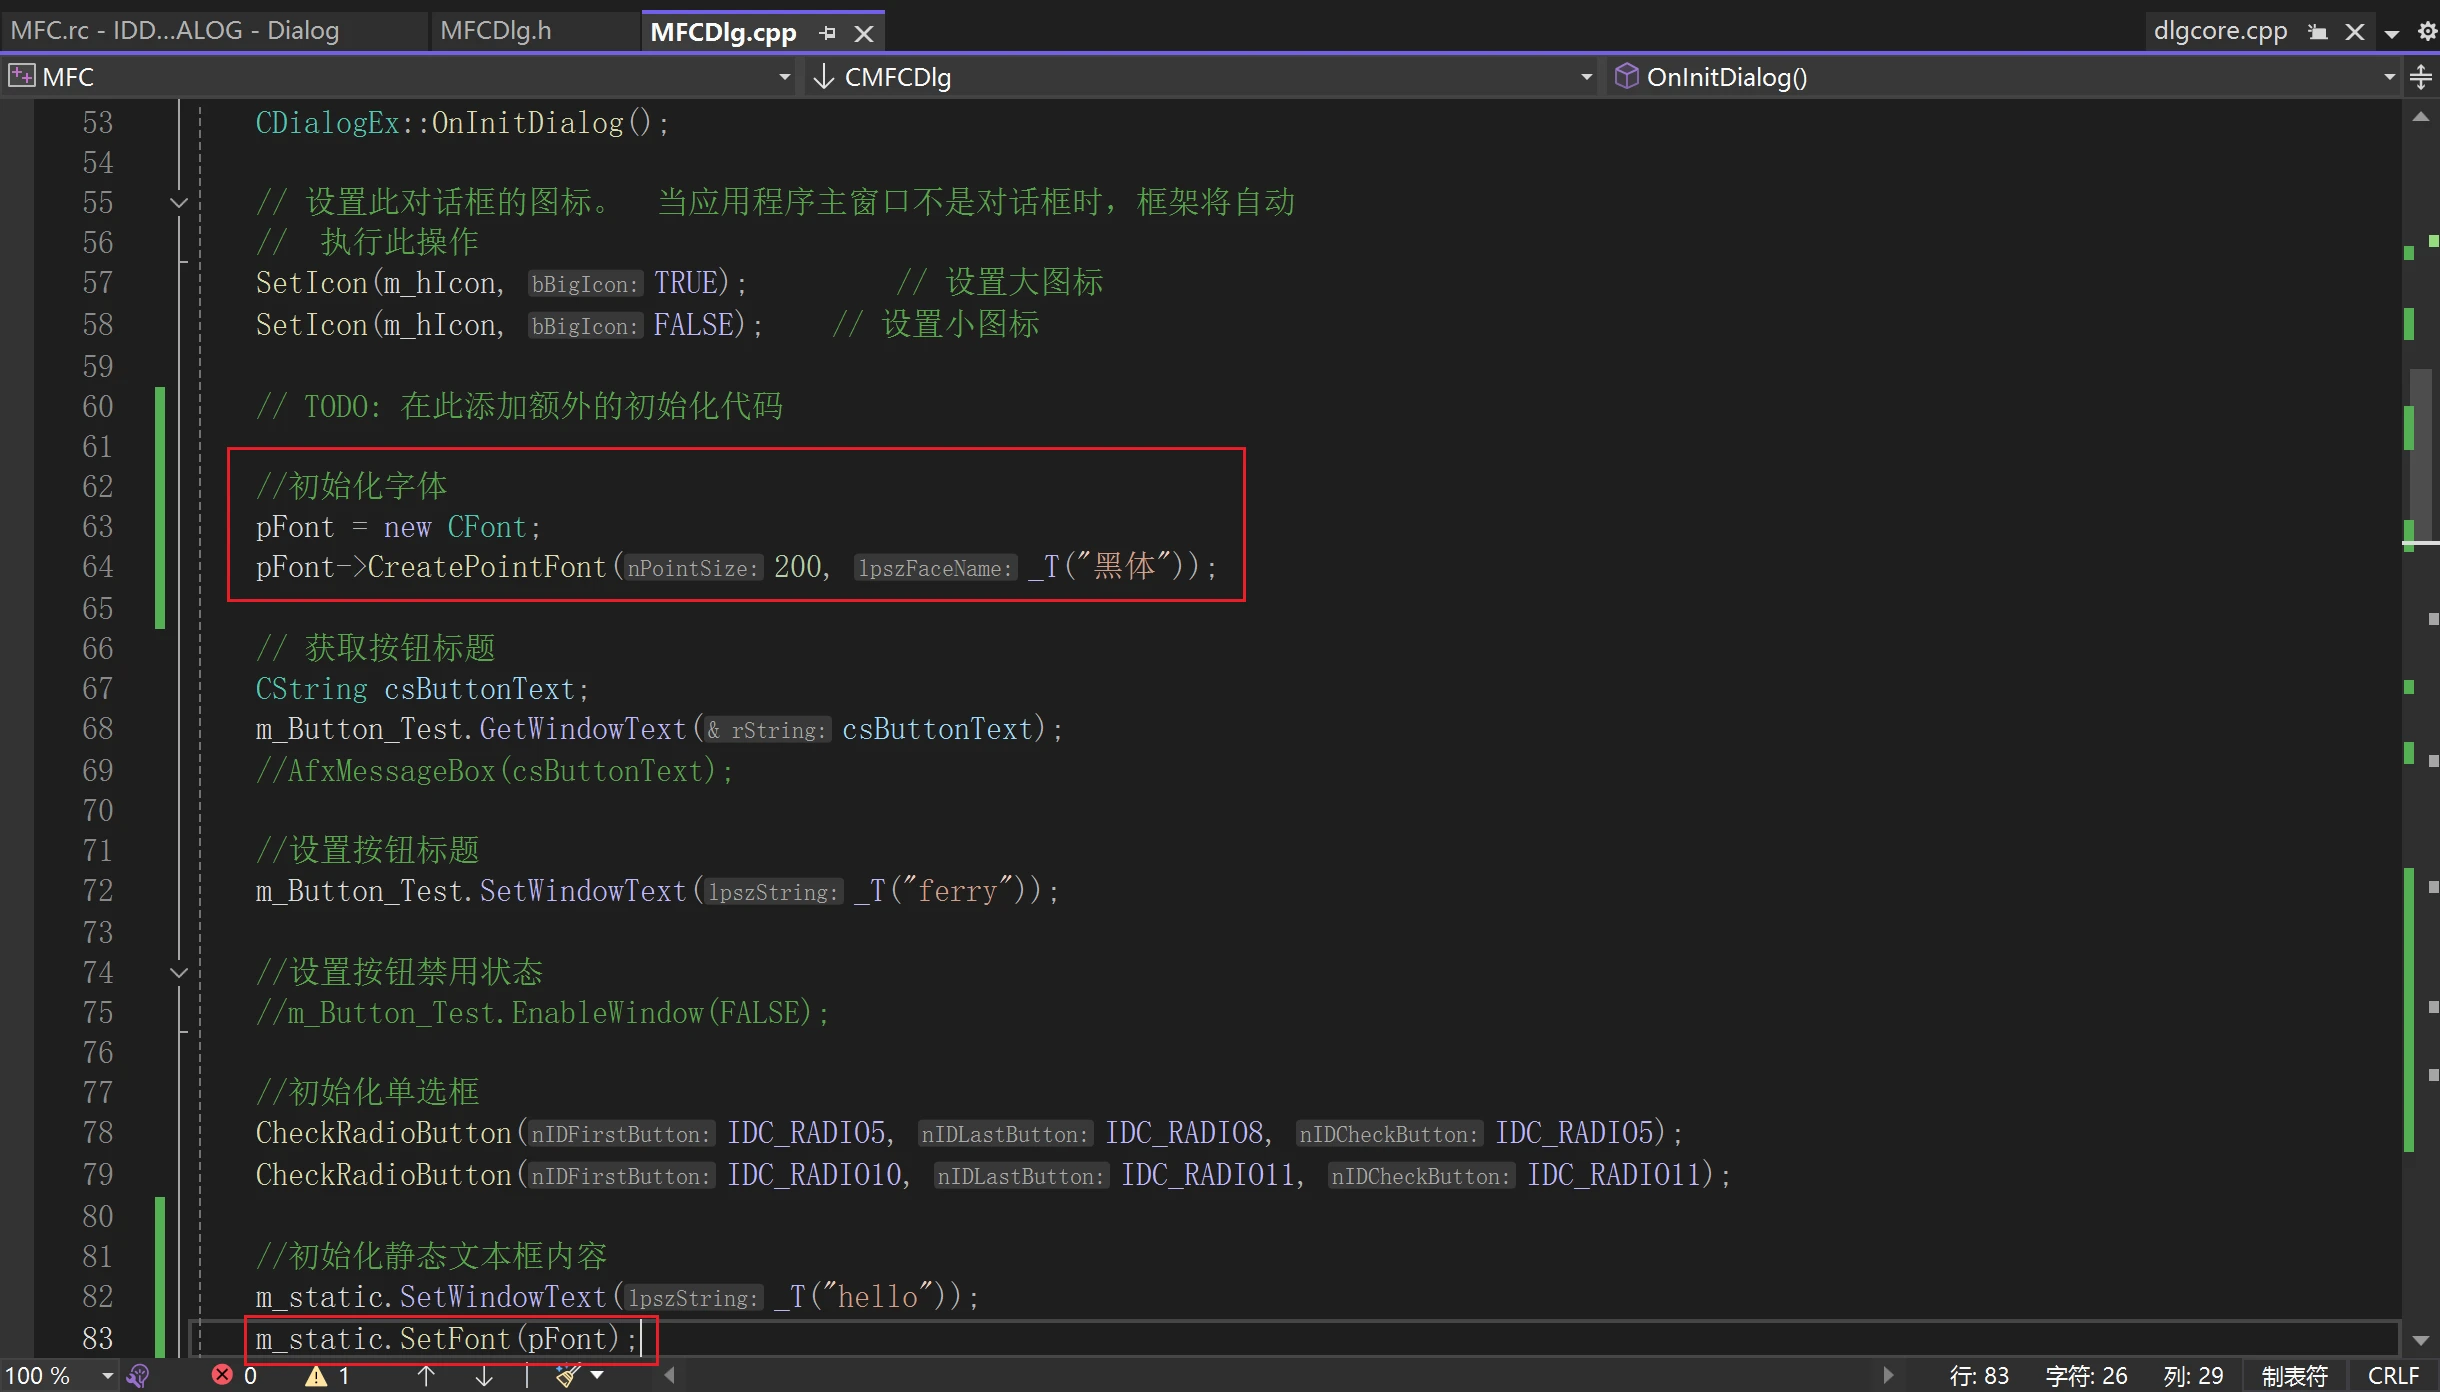 MFC.rc - IDD...ALOG - Dialog MFCDlg.h MFCDlg.cpp dlgcore.cpp
MFC CMFCDlg OnInitDialog()
53 CDialogEx::OnInitDialog();
54
55 // 设置此对话框的图标。 当应用程序主窗口不是对话框时，框架将自动
56 // 执行此操作
57 SetIcon(m_hIcon, bBigIcon: TRUE); // 设置大图标
58 SetIcon(m_hIcon, bBigIcon: FALSE); // 设置小图标
59
60 // TODO: 在此添加额外的初始化代码
61
62 //初始化字体
63 pFont = new CFont;
64 pFont->CreatePointFont(nPointSize: 200, lpszFaceName: _T("黑体"));
65
66 // 获取按钮标题
67 CString csButtonText;
68 m_Button_Test.GetWindowText(& rString: csButtonText);
69 //AfxMessageBox(csButtonText);
70
71 //设置按钮标题
72 m_Button_Test.SetWindowText(lpszString: _T("ferry"));
73
74 //设置按钮禁用状态
75 //m_Button_Test.EnableWindow(FALSE);
76
77 //初始化单选框
78 CheckRadioButton(nIDFirstButton: IDC_RADIO5, nIDLastButton: IDC_RADIO8, nIDCheckButton: IDC_RADIO5);
79 CheckRadioButton(nIDFirstButton: IDC_RADIO10, nIDLastButton: IDC_RADIO11, nIDCheckButton: IDC_RADIO11);
80
81 //初始化静态文本框内容
82 m_static.SetWindowText(lpszString: _T("hello"));
83 m_static.SetFont(pFont);
100 % 0 1 行: 83 字符: 26 列: 29 制表符 CRLF